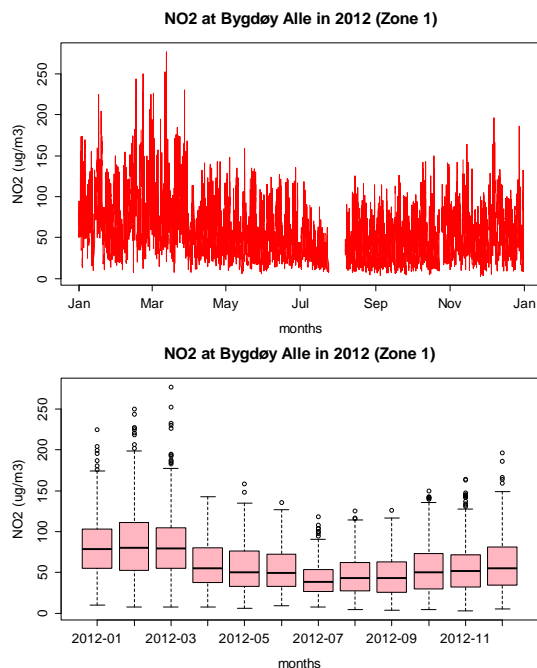 NO2 at Bygdøy Alle in 2012 (Zone 1)
NO2 (ug/m3)
250
200
150
100
50
0
Jan
Mar
May
Jul
Sep
Nov
Jan
months
NO2 at Bygdøy Alle in 2012 (Zone 1)
NO2 (ug/m3)
250
200
150
100
50
0
2012-01
2012-03
2012-05
2012-07
2012-09
2012-11
months